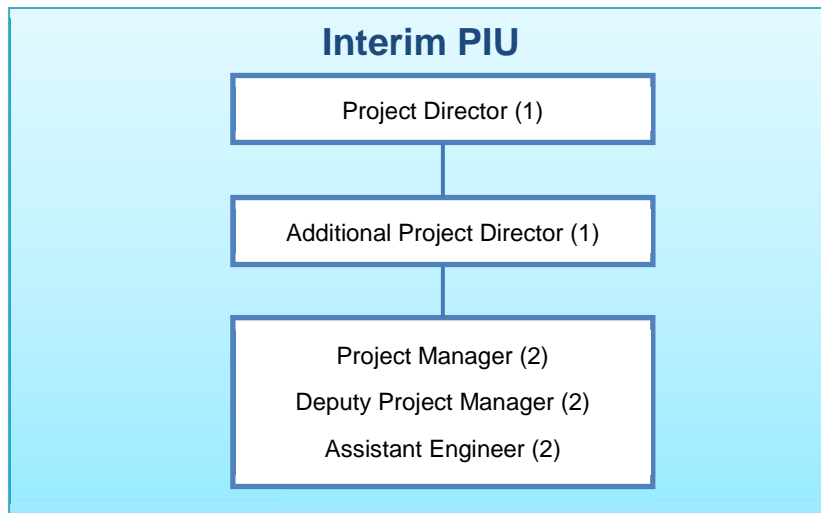 Interim PIU
Project Director (1)
Additional Project Director (1)
Project Manager (2)
Deputy Project Manager (2)
Assistant Engineer (2)